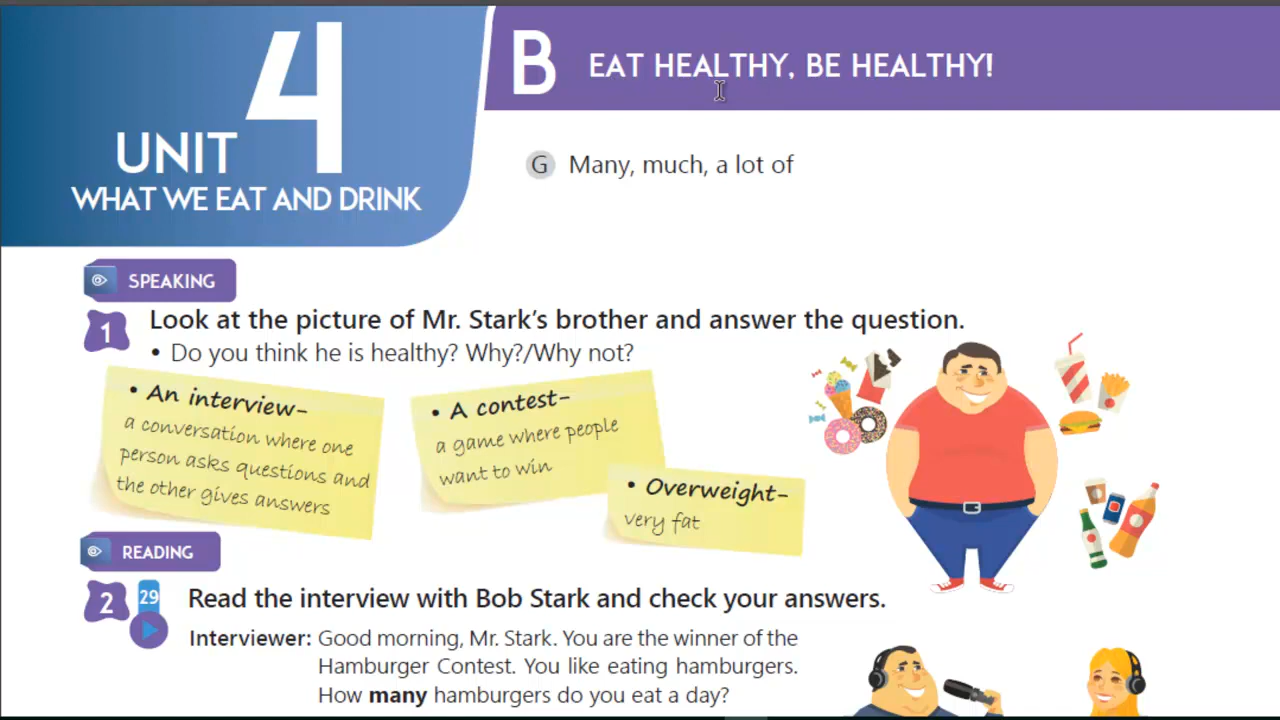 UNIT 4
WHAT WE EAT AND DRINK
B EAT HEALTHY, BE HEALTHY!
G Many, much, a lot of
SPEAKING
1 Look at the picture of Mr. Stark's brother and answer the question.
• Do you think he is healthy? Why?/Why not?
• An interview-
a conversation where one
person asks questions and
the other gives answers
• A contest-
a game where people
want to win
• Overweight-
very fat
READING
2 29 Read the interview with Bob Stark and check your answers.
Interviewer: Good morning, Mr. Stark. You are the winner of the
Hamburger Contest. You like eating hamburgers.
How many hamburgers do you eat a day?